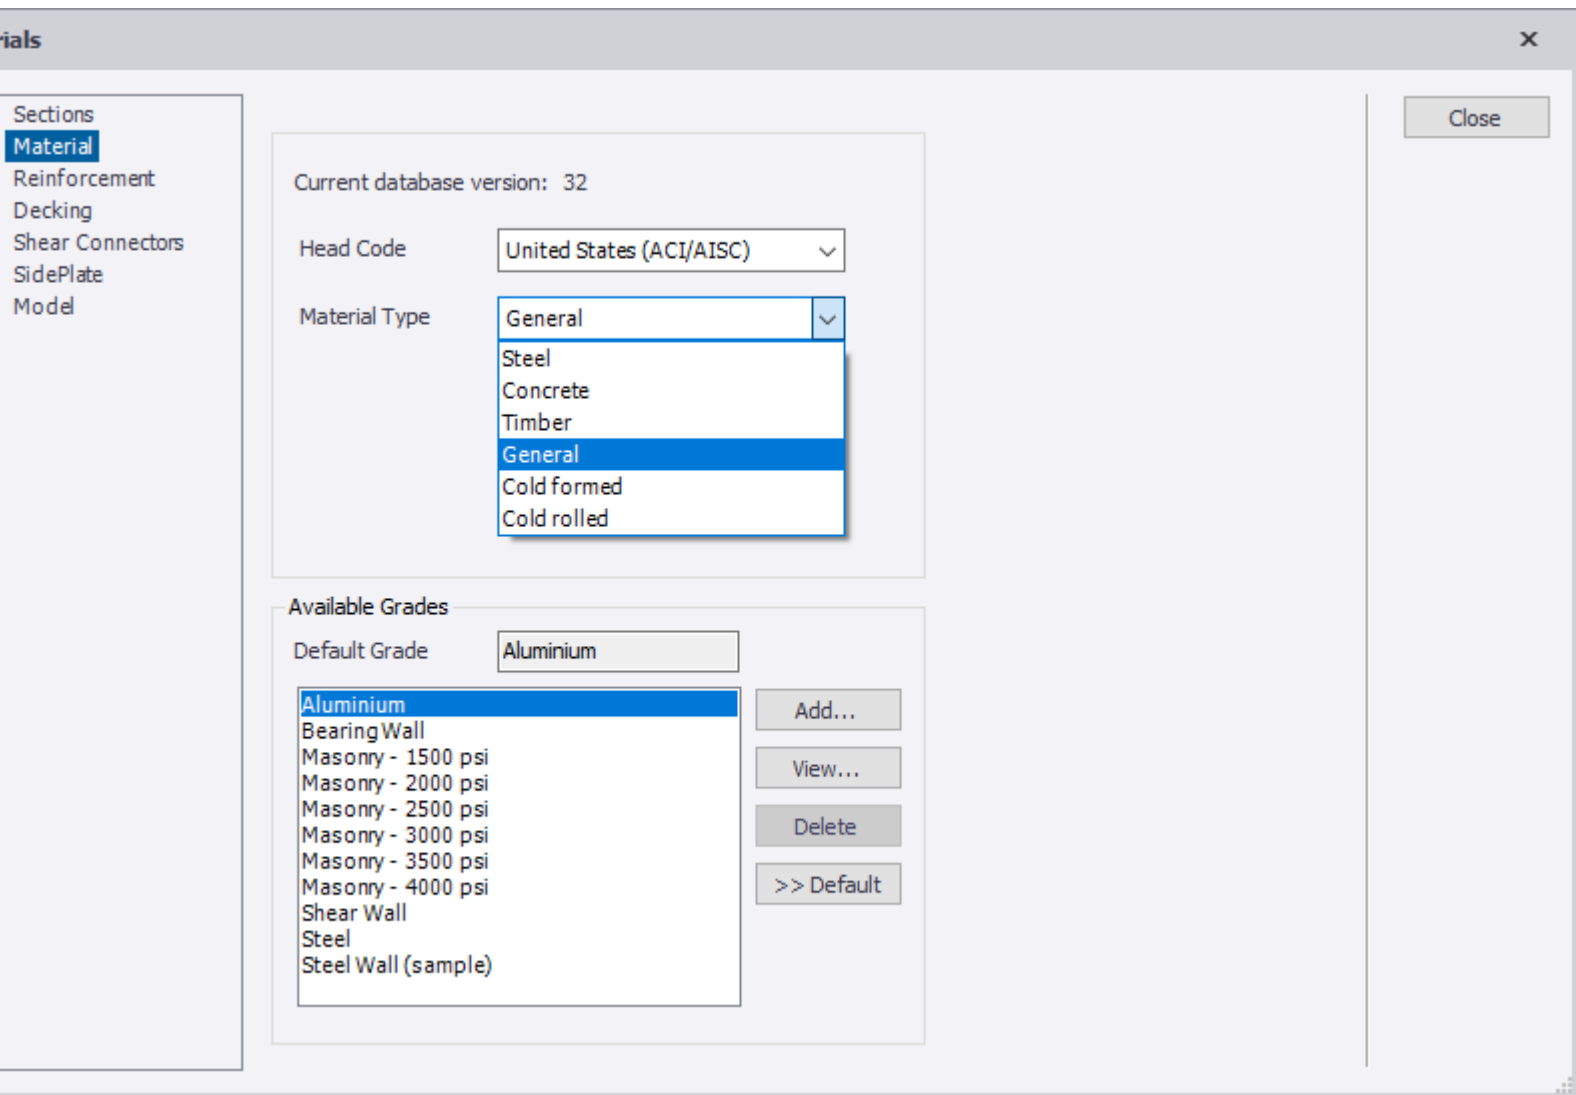 rials
Sections
Material
Reinforcement
Decking
Shear Connectors
SidePlate
Model
Close
Current database version: 32
Head Code
United States (ACI/AISC)
Material Type
General
Steel
Concrete
Timber
General
Cold formed
Cold rolled
Available Grades
Default Grade
Aluminium
Aluminium
Bearing Wall
Masonry - 1500 psi
Masonry - 2000 psi
Masonry - 2500 psi
Masonry - 3000 psi
Masonry - 3500 psi
Masonry - 4000 psi
Shear Wall
Steel
Steel Wall (sample)
Add...
View...
Delete
>> Default